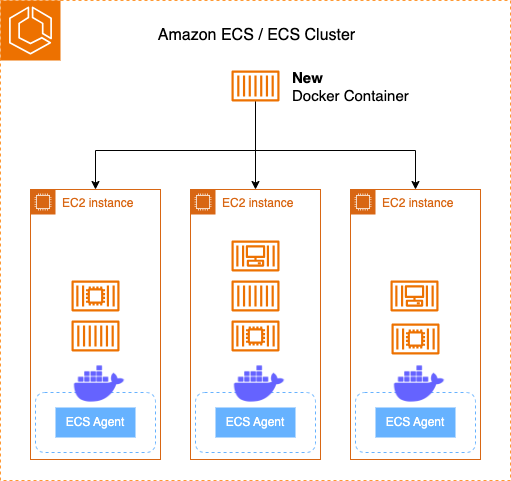 Amazon ECS / ECS Cluster
New
Docker Container
EC2 instance
EC2 instance
EC2 instance
ECS Agent
ECS Agent
ECS Agent